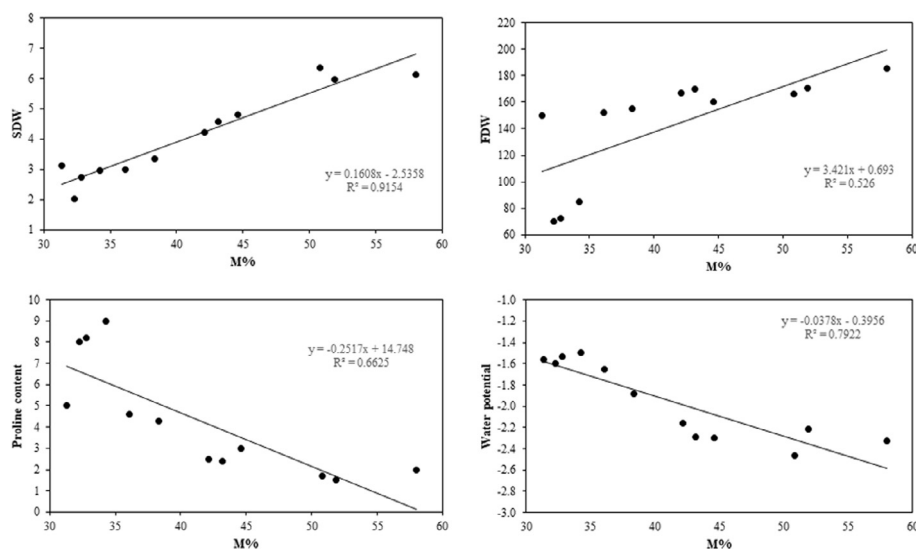 8
7
6
5
4
3
2
1
SDW
y = 0.1608x - 2.5358
R² = 0.9154
30 35 40 45 50 55 60
M%
220
200
180
160
140
120
100
80
60
FDW
y = 3.421x + 0.693
R² = 0.526
30 35 40 45 50 55 60
M%
10
9
8
7
6
5
4
3
2
1
0
Proline content
y = -0.2517x + 14.748
R² = 0.6625
30 35 40 45 50 55 60
M%
-1.0
-1.2
-1.4
-1.6
-1.8
-2.0
-2.2
-2.4
-2.6
-2.8
-3.0
Water potential
y = -0.0378x - 0.3956
R² = 0.7922
30 35 40 45 50 55 60
M%